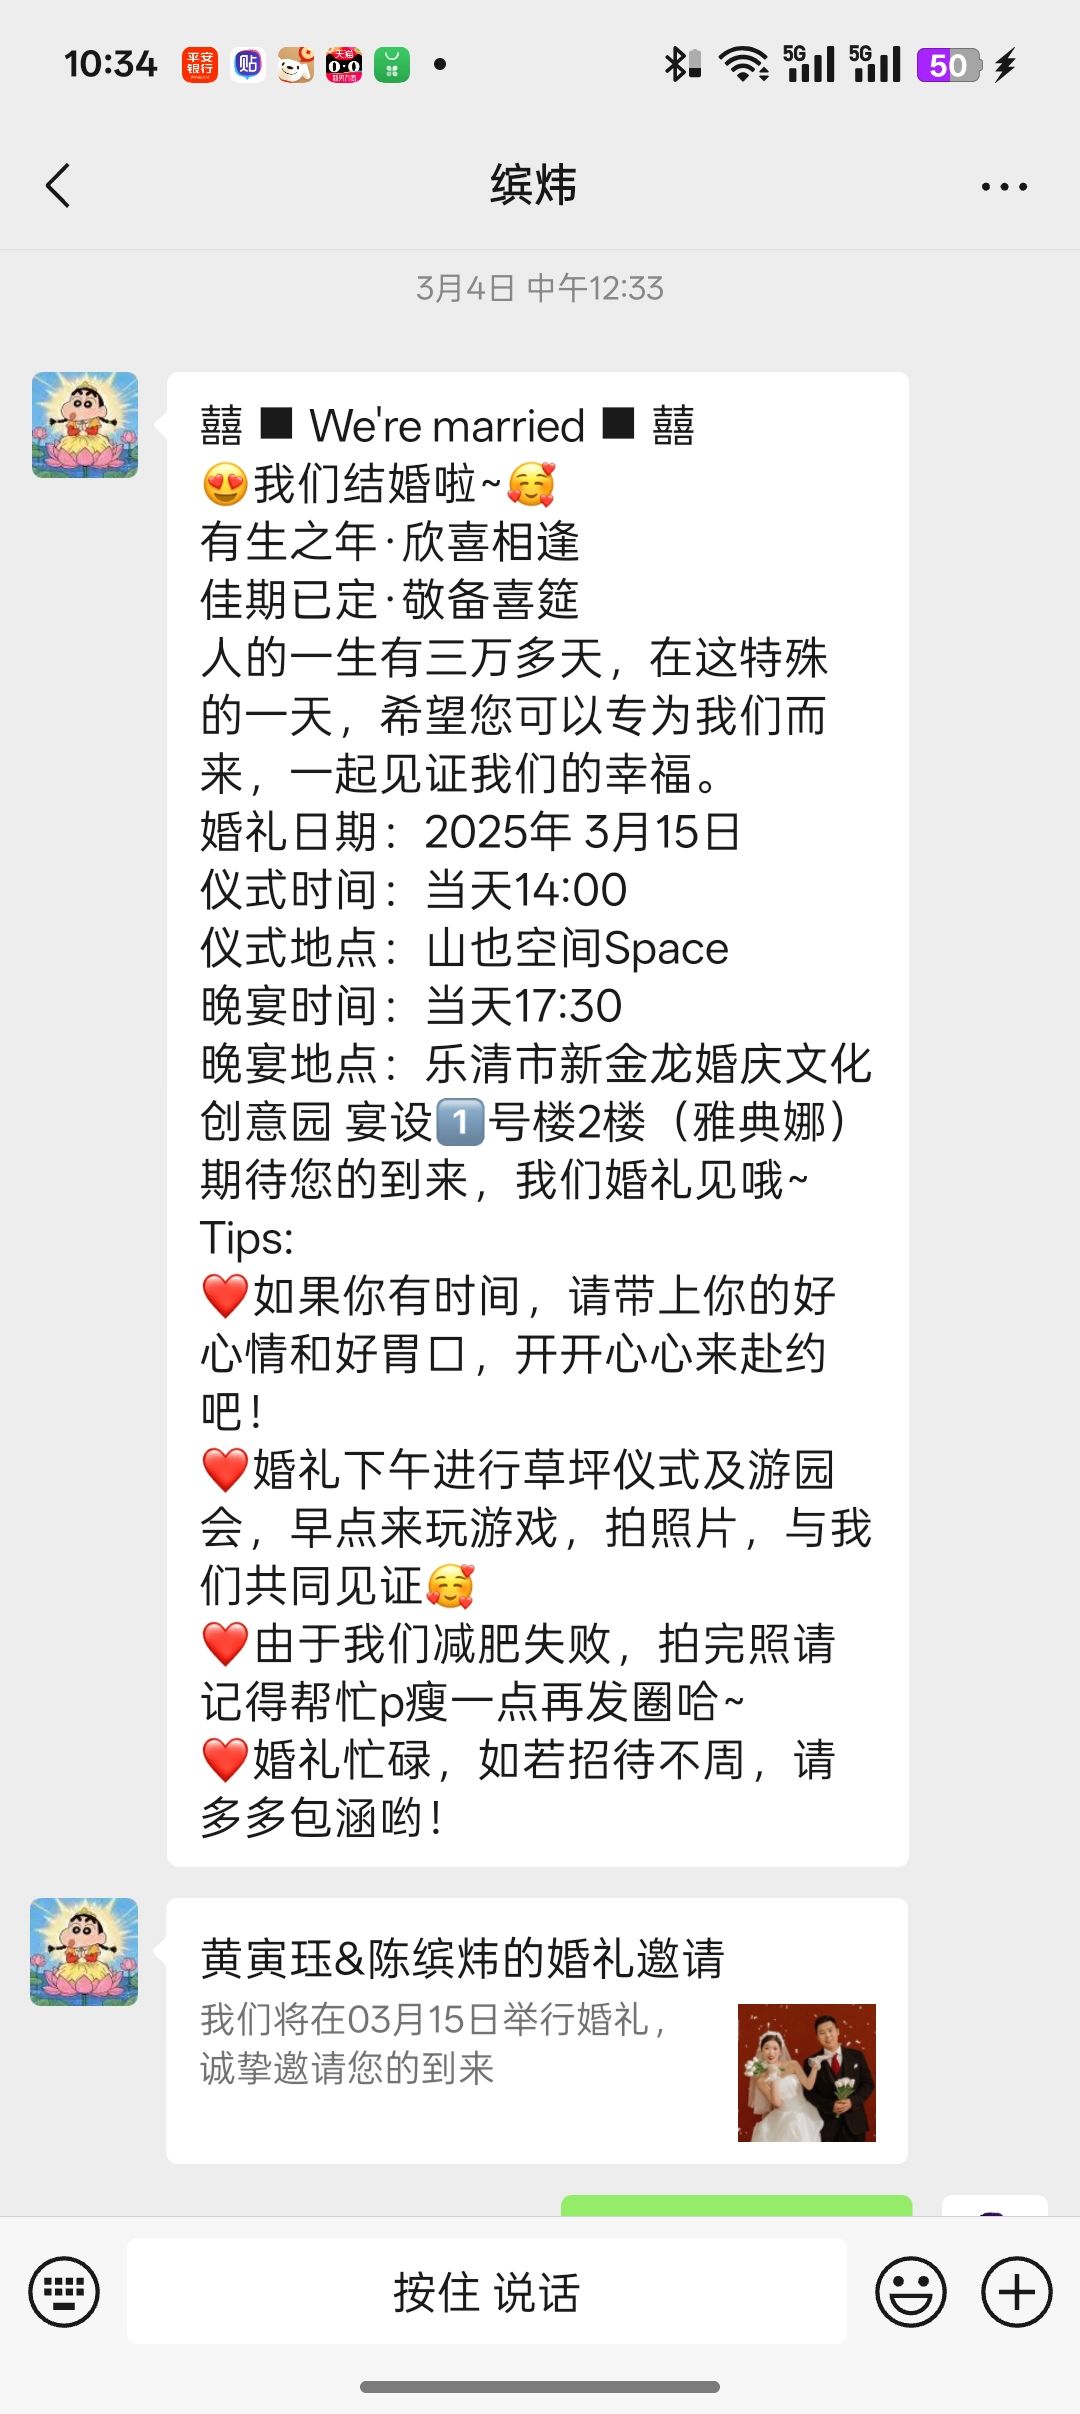 10:34
平安
银行
贴
天猫
5G
5G
50
缤炜
3月4日 中午12:33
囍 ■ We're married ■ 囍
😍我们结婚啦~🥰
有生之年·欣喜相逢
佳期已定·敬备喜筵
人的一生有三万多天，在这特殊
的一天，希望您可以专为我们而
来，一起见证我们的幸福。
婚礼日期：2025年 3月15日
仪式时间：当天14:00
仪式地点：山也空间Space
晚宴时间：当天17:30
晚宴地点：乐清市新金龙婚庆文化
创意园 宴设1️⃣号楼2楼（雅典娜）
期待您的到来，我们婚礼见哦~
Tips:
❤️如果你有时间，请带上你的好
心情和好胃口，开开心心来赴约
吧！
❤️婚礼下午进行草坪仪式及游园
会，早点来玩游戏，拍照片，与我
们共同见证🥰
❤️由于我们减肥失败，拍完照请
记得帮忙p瘦一点再发圈哈~
❤️婚礼忙碌，如若招待不周，请
多多包涵哟！
黄寅珏&陈缤炜的婚礼邀请
我们将在03月15日举行婚礼，
诚挚邀请您的到来
按住 说话